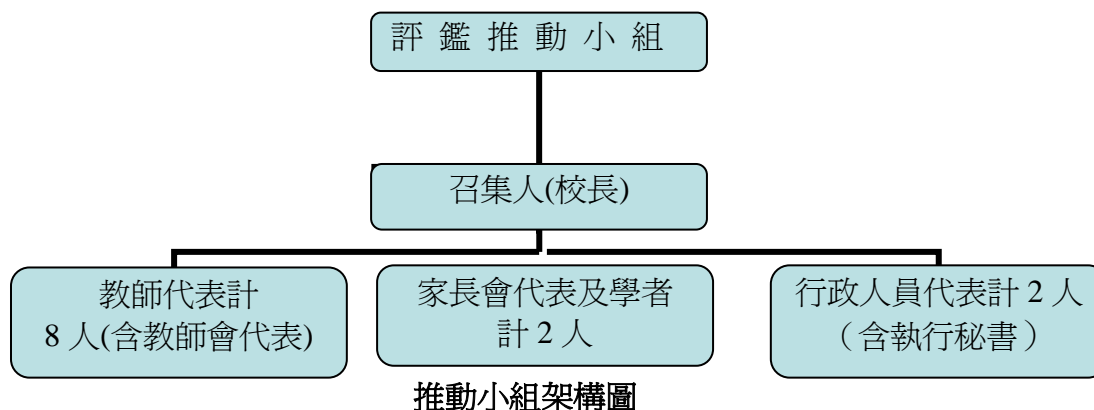 評 鑑 推 動 小 組
召集人(校長)
教師代表計
8 人(含教師會代表)
家長會代表及學者
計 2 人
行政人員代表計 2 人
（含執行秘書）
推動小組架構圖